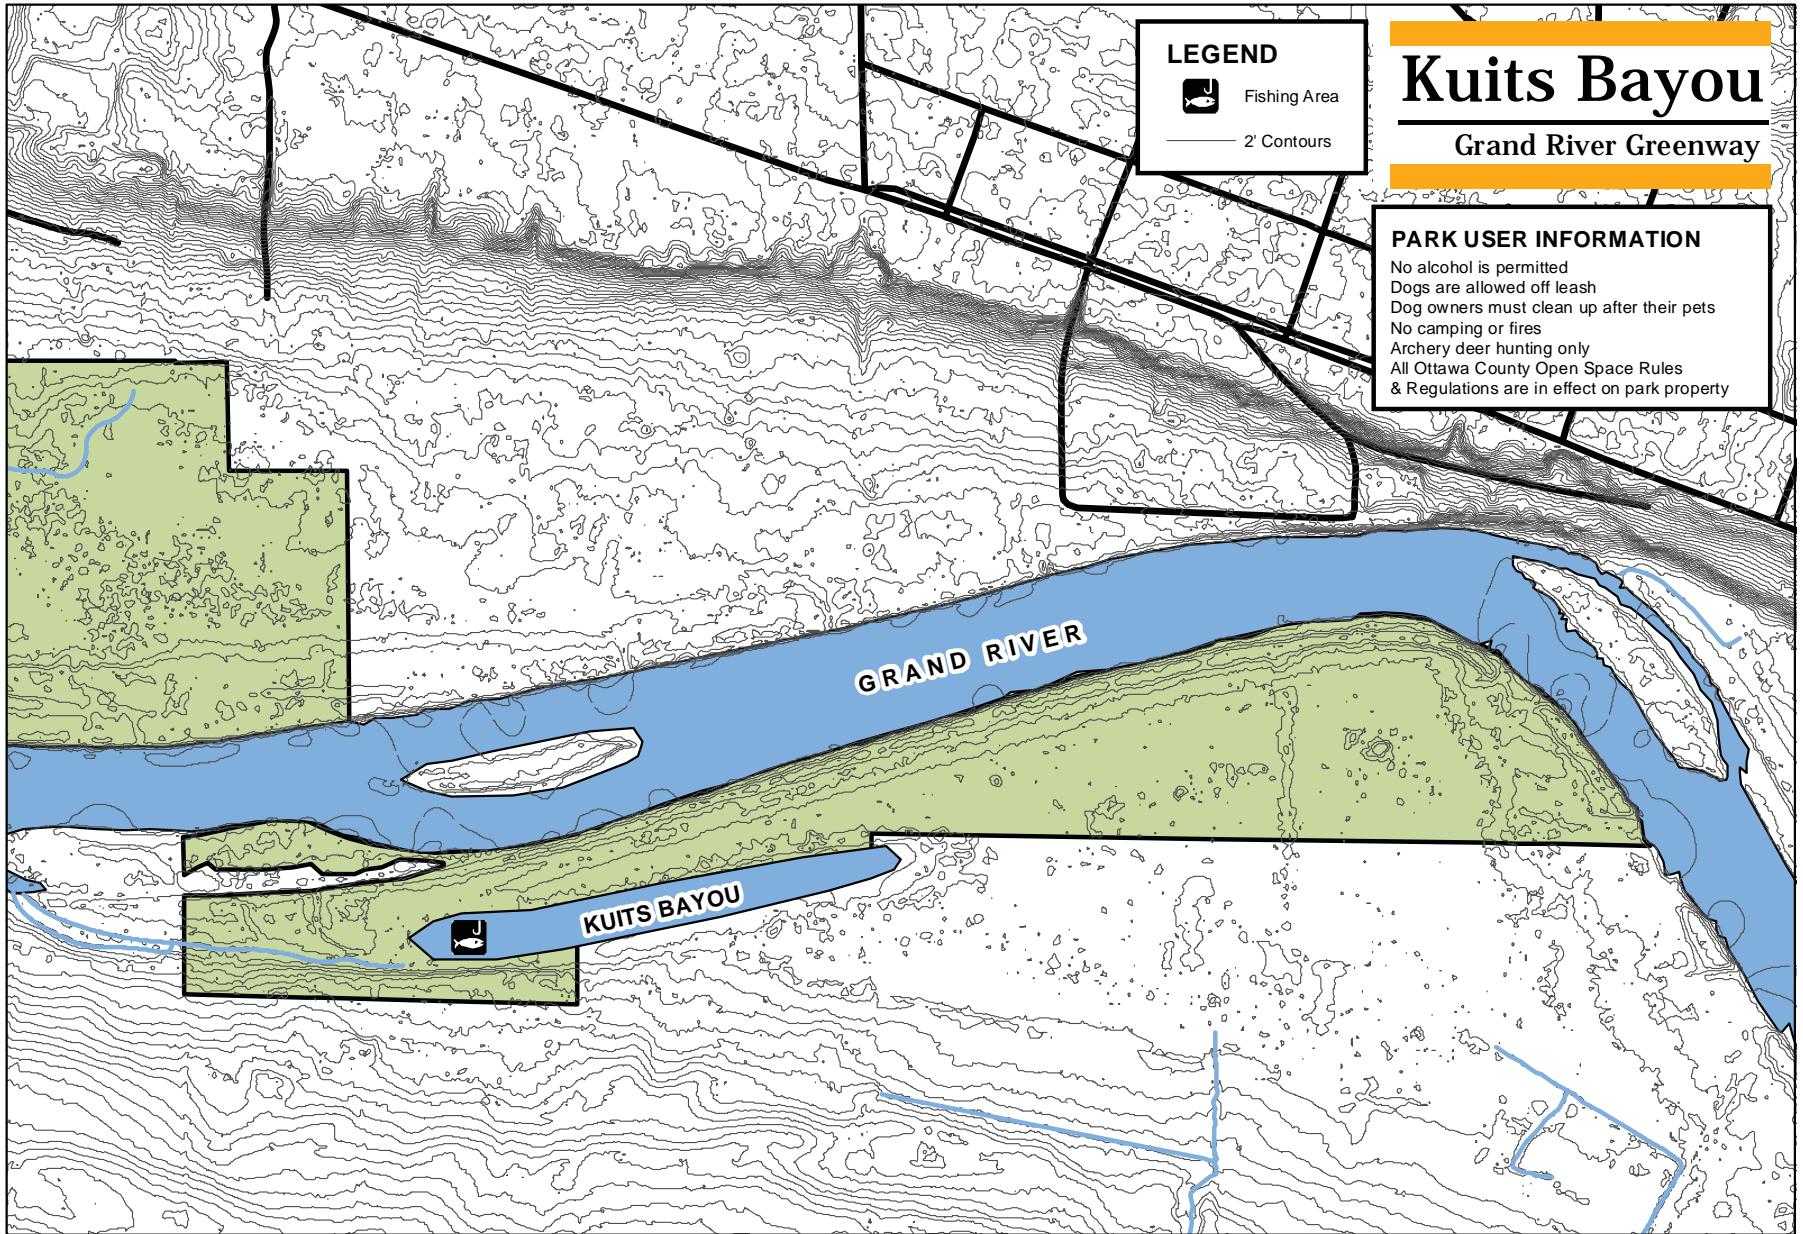 LEGEND
Fishing Area
2' Contours
Kuits Bayou
Grand River Greenway
PARK USER INFORMATION
No alcohol is permitted
Dogs are allowed off leash
Dog owners must clean up after their pets
No camping or fires
Archery deer hunting only
All Ottawa County Open Space Rules
& Regulations are in effect on park property
GRAND RIVER
KUITS BAYOU